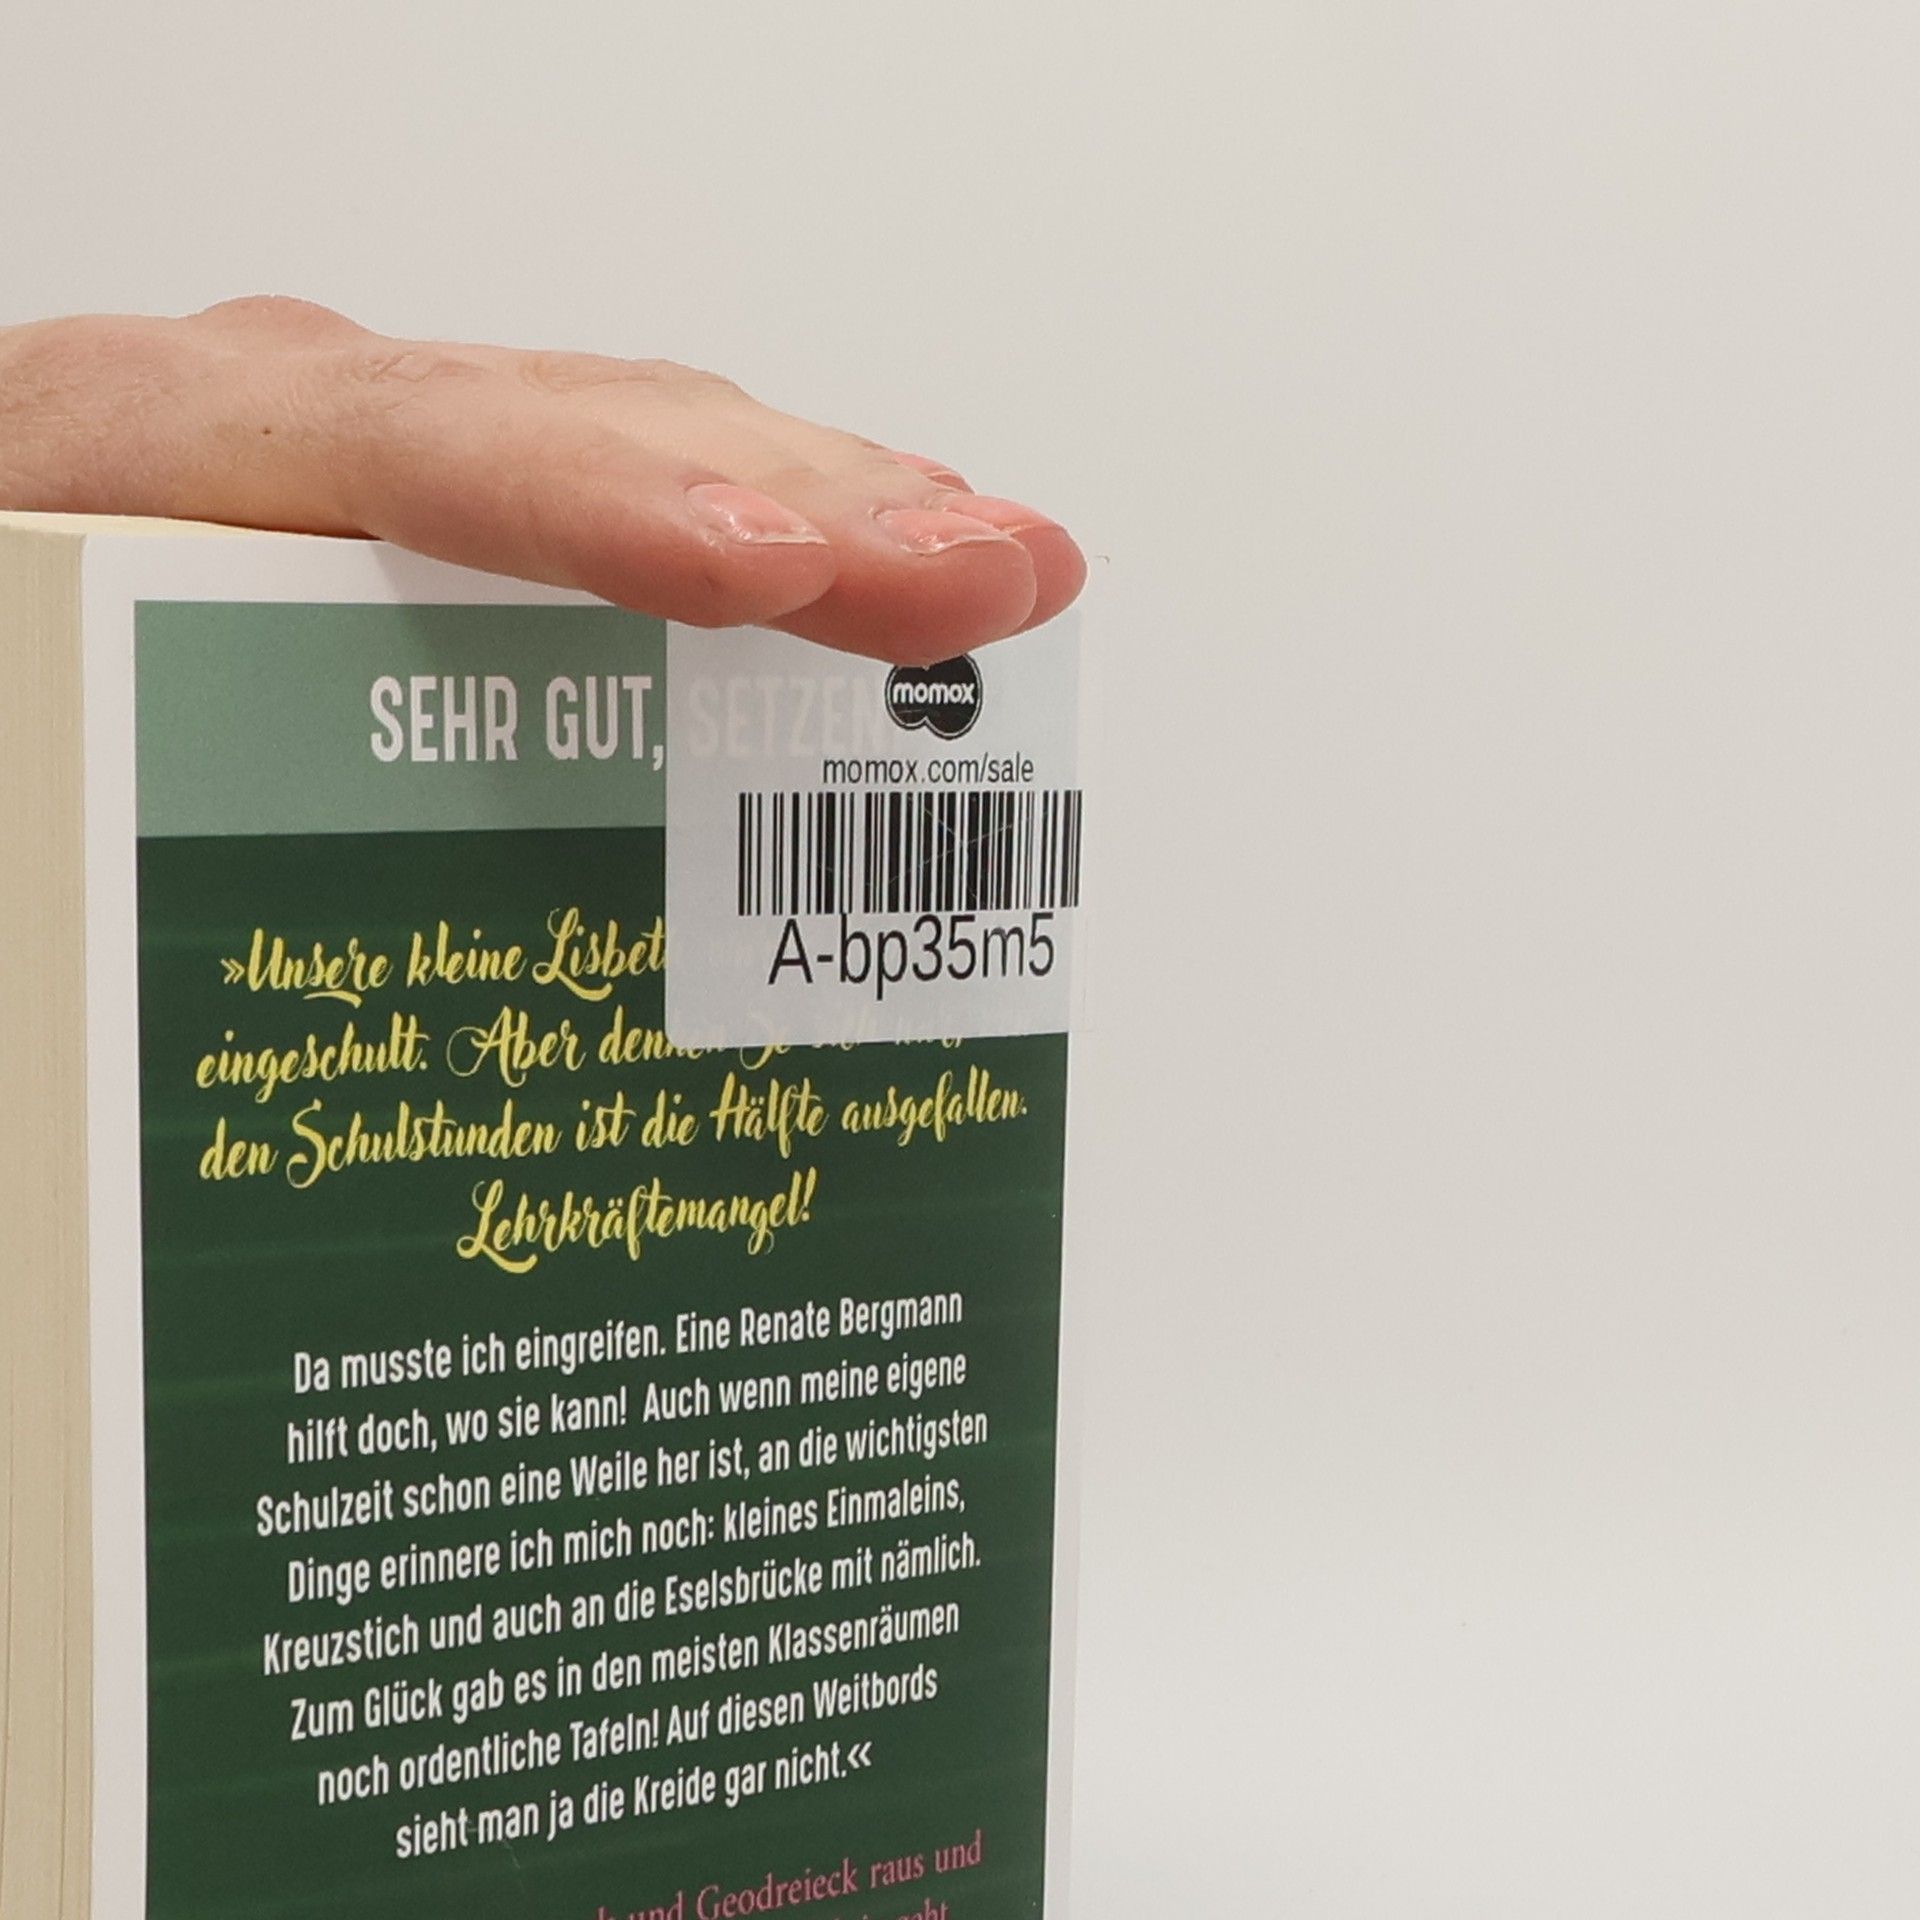 SEHR GUT, SETZEN!
momox
momox.com/sale
A-bp35m5
»Unsere kleine Lisbet
eingeschult. Aber denken Se
den Schulstunden ist die Hälfte ausgefallen.
Lehrkräftemangel!
Da musste ich eingreifen. Eine Renate Bergmann
hilft doch, wo sie kann! Auch wenn meine eigene
Schulzeit schon eine Weile her ist, an die wichtigsten
Dinge erinnere ich mich noch: kleines Einmaleins,
Kreuzstich und auch an die Eselsbrücke mit nämlich.
Zum Glück gab es in den meisten Klassenräumen
noch ordentliche Tafeln! Auf diesen Weitbords
sieht man ja die Kreide gar nicht.«
und Geodreieck raus und